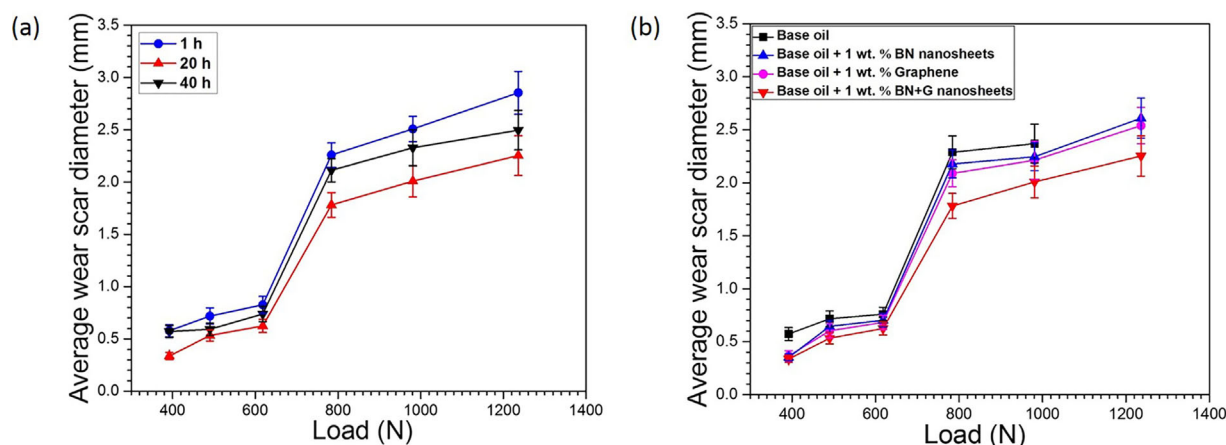 (a)
3.5
3.0
2.5
2.0
1.5
1.0
0.5
0.0
Average wear scar diameter (mm)
1 h
20 h
40 h
400 600 800 1000 1200 1400
Load (N)
(b)
3.5
3.0
2.5
2.0
1.5
1.0
0.5
0.0
Average wear scar diameter (mm)
Base oil
Base oil + 1 wt. % BN nanosheets
Base oil + 1 wt. % Graphene
Base oil + 1 wt. % BN+G nanosheets
400 600 800 1000 1200 1400
Load (N)